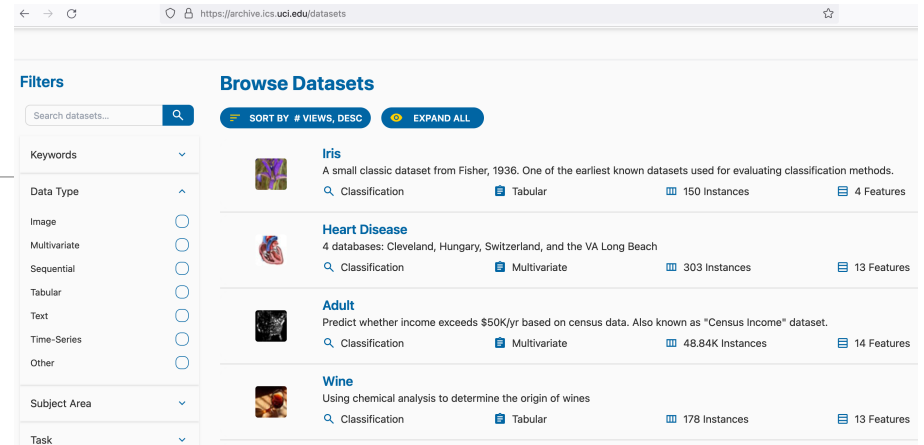 https://archive.ics.uci.edu/datasets
Filters
Search datasets...
Keywords
Data Type
Image
Multivariate
Sequential
Tabular
Text
Time-Series
Other
Subject Area
Task
Browse Datasets
SORT BY # VIEWS, DESC EXPAND ALL
Iris
A small classic dataset from Fisher, 1936. One of the earliest known datasets used for evaluating classification methods.
Classification Tabular 150 Instances 4 Features
Heart Disease
4 databases: Cleveland, Hungary, Switzerland, and the VA Long Beach
Classification Multivariate 303 Instances 13 Features
Adult
Predict whether income exceeds $50K/yr based on census data. Also known as "Census Income" dataset.
Classification Multivariate 48.84K Instances 14 Features
Wine
Using chemical analysis to determine the origin of wines
Classification Tabular 178 Instances 13 Features